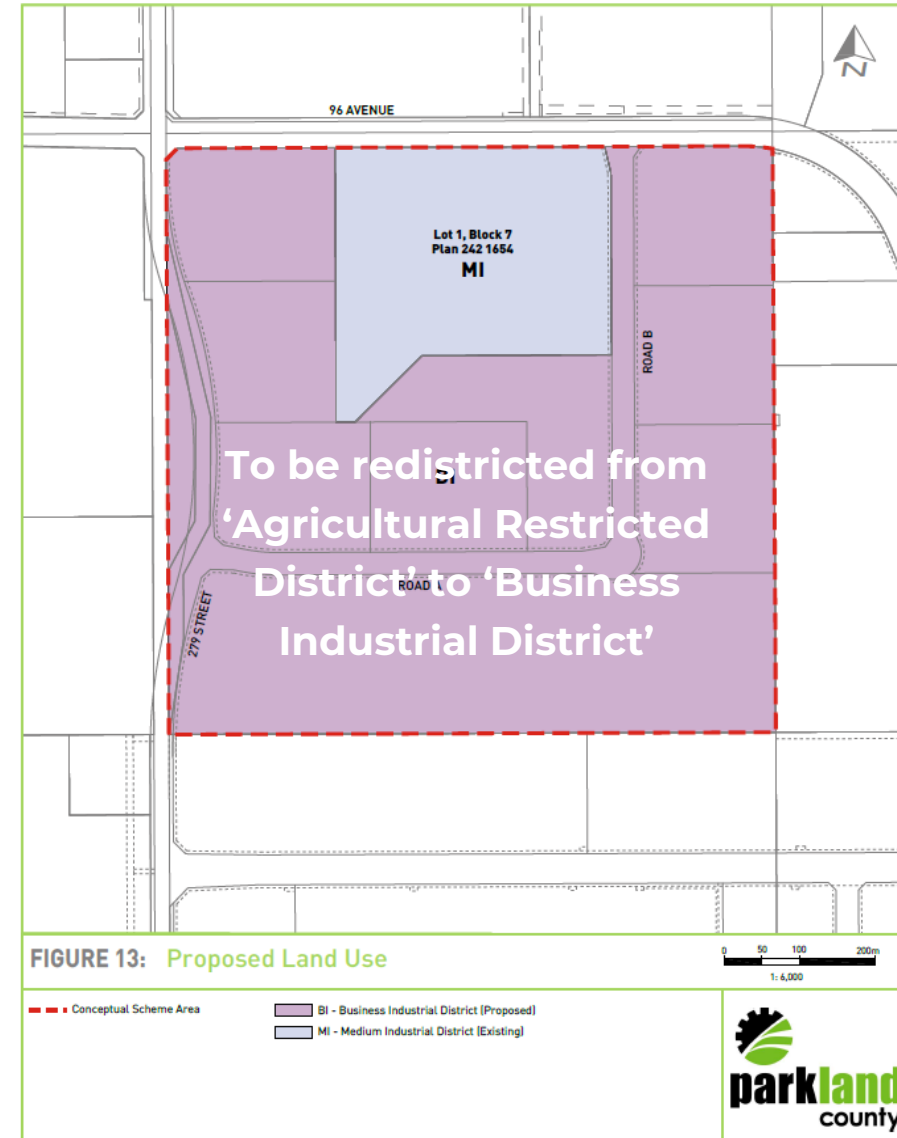 N
96 AVENUE
Lot 1, Block 7
Plan 242 1654
MI
ROAD B
BI
To be redistricted from
‘Agricultural Restricted
District’ to ‘Business
Industrial District’
ROAD A
279 STREET
FIGURE 13: Proposed Land Use
0 50 100 200m
1: 6,000
Conceptual Scheme Area
BI - Business Industrial District (Proposed)
MI - Medium Industrial District (Existing)
parkland
county